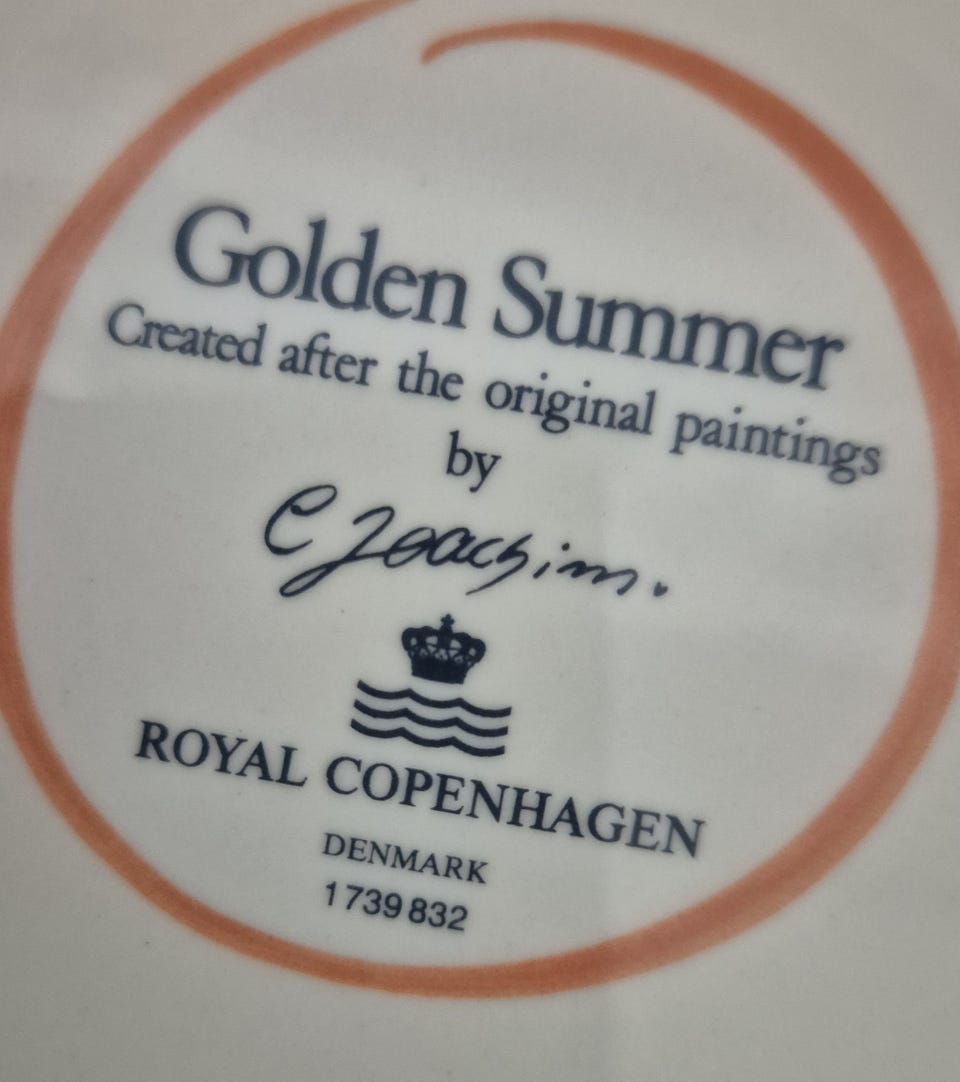 Golden Summer
Created after the original paintings
by
C Joachim.
ROYAL COPENHAGEN
DENMARK
1739832